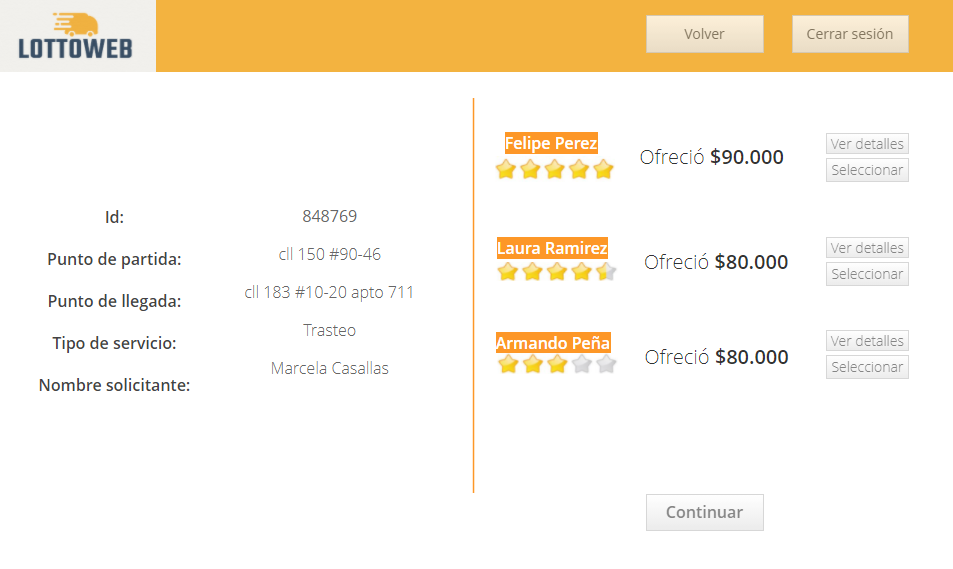 LOTTOWEB
Volver
Cerrar sesión
Id:
848769
Punto de partida:
cll 150 #90-46
Punto de llegada:
cll 183 #10-20 apto 711
Tipo de servicio:
Trasteo
Nombre solicitante:
Marcela Casallas
Felipe Perez
Ofreció $90.000
Ver detalles
Seleccionar
Laura Ramirez
Ofreció $80.000
Ver detalles
Seleccionar
Armando Peña
Ofreció $80.000
Ver detalles
Seleccionar
Continuar